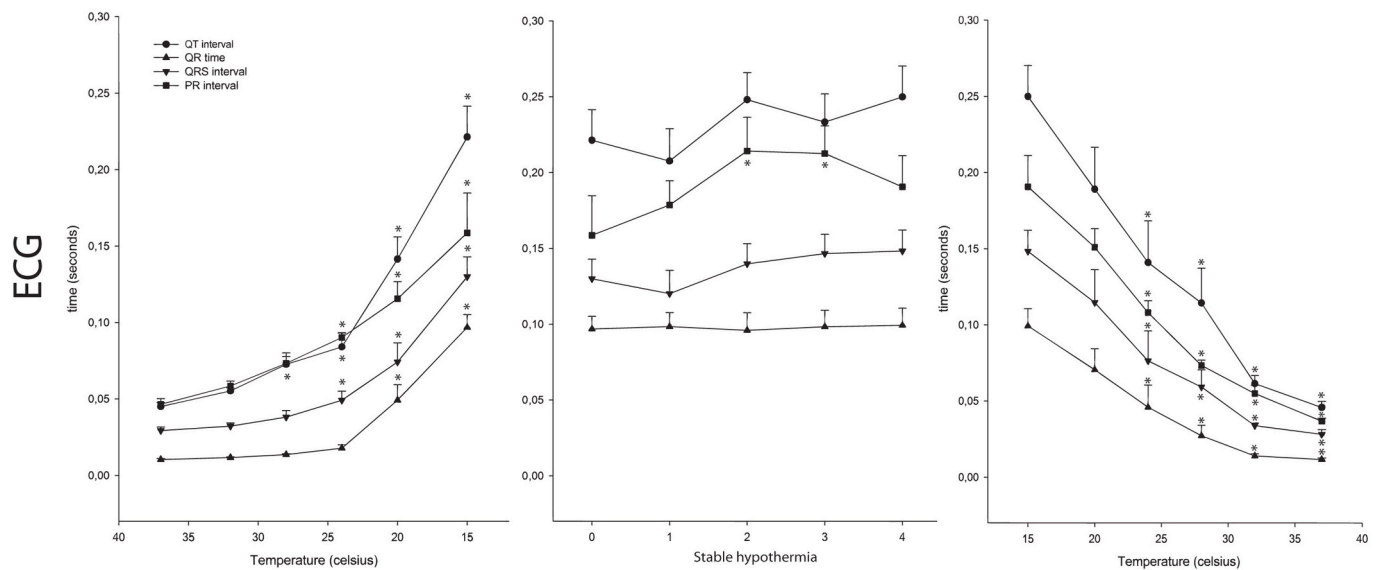 ECG
time (seconds)
0,30
0,25
0,20
0,15
0,10
0,05
0,00
QT interval
QR time
QRS interval
PR interval
* * * * * * * * * * * *
40 35 30 25 20 15
Temperature (celsius)
time (seconds)
0,30
0,25
0,20
0,15
0,10
0,05
0,00
* *
0 1 2 3 4
Stable hypothermia
time (seconds)
0,30
0,25
0,20
0,15
0,10
0,05
0,00
* * * * * * * * * * * * * * * *
15 20 25 30 35 40
Temperature (celsius)